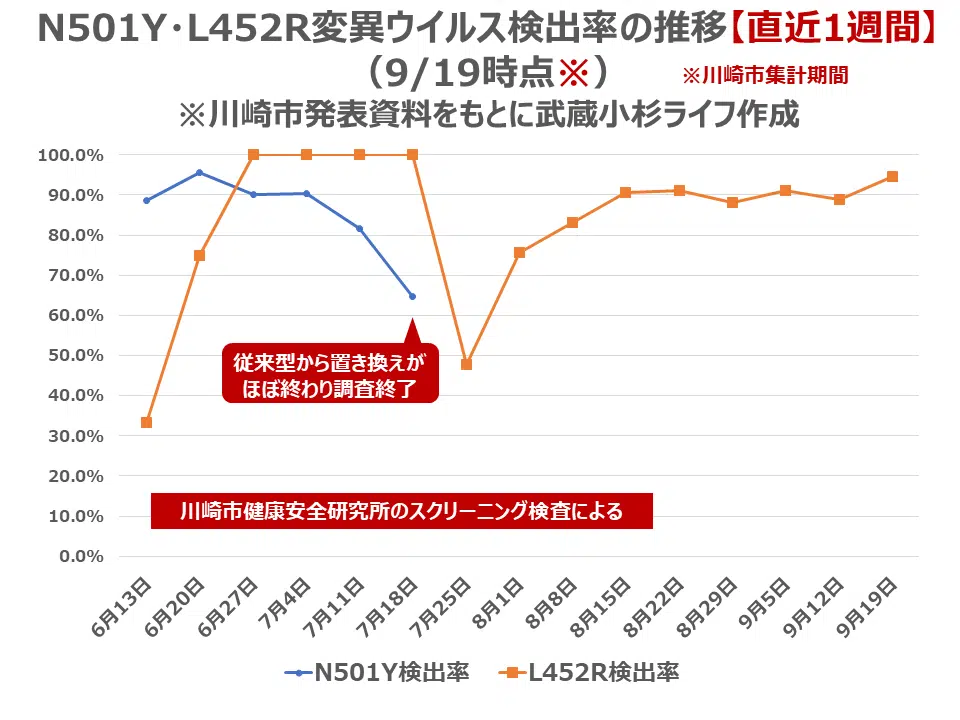 N501Y・L452R変異ウイルス検出率の推移【直近1週間】
（9/19時点※）
※川崎市集計期間
※川崎市発表資料をもとに武蔵小杉ライフ作成
100.0%
90.0%
80.0%
70.0%
60.0%
50.0%
40.0%
30.0%
20.0%
10.0%
0.0%
従来型から置き換えが
ほぼ終わり調査終了
川崎市健康安全研究所のスクリーニング検査による
6月13日
6月20日
6月27日
7月4日
7月11日
7月18日
7月25日
8月1日
8月8日
8月15日
8月22日
8月29日
9月5日
9月12日
9月19日
N501Y検出率
L452R検出率